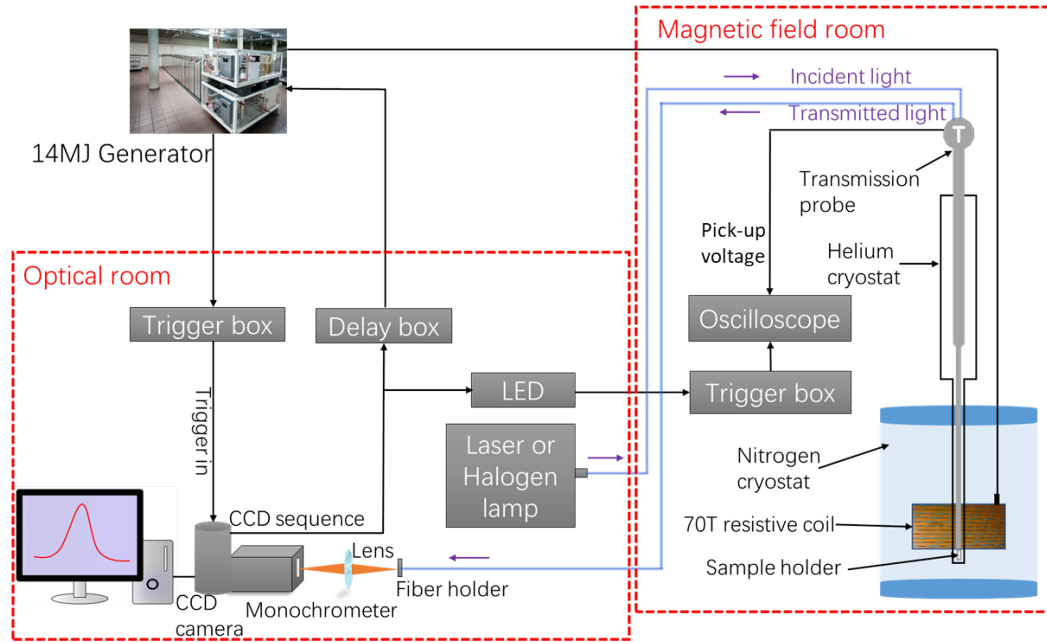 Magnetic field room
Incident light
Transmitted light
T
14MJ Generator
Transmission
probe
Pick-up
voltage
Helium
cryostat
Optical room
Trigger box
Delay box
Oscilloscope
Trigger in
LED
Trigger box
Laser or
Halogen
lamp
Nitrogen
cryostat
CCD sequence
70T resistive coil
Lens
Sample holder
Fiber holder
Monochrometer
CCD
camera